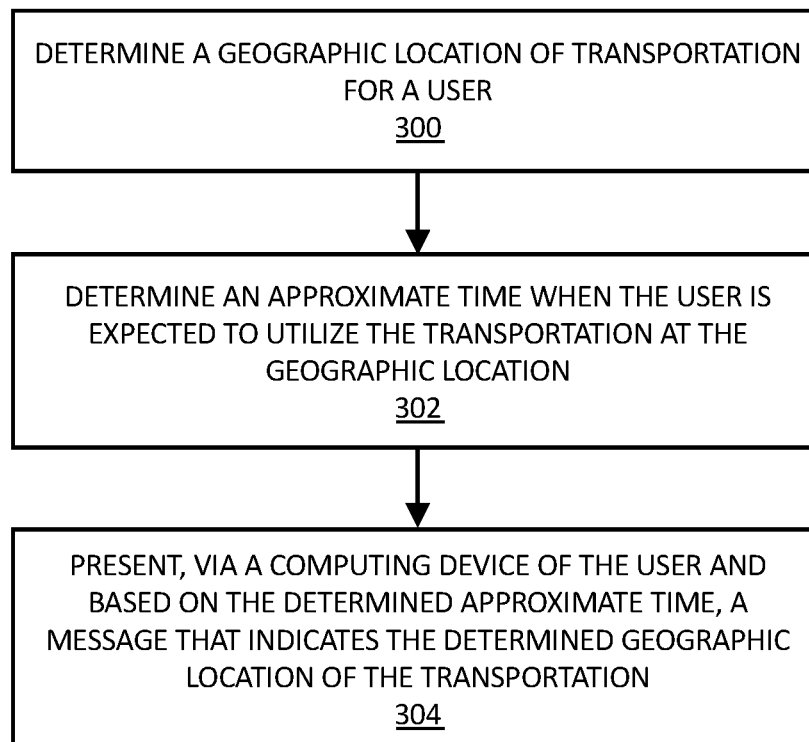 DETERMINE A GEOGRAPHIC LOCATION OF TRANSPORTATION
FOR A USER
300
DETERMINE AN APPROXIMATE TIME WHEN THE USER IS
EXPECTED TO UTILIZE THE TRANSPORTATION AT THE
GEOGRAPHIC LOCATION
302
PRESENT, VIA A COMPUTING DEVICE OF THE USER AND
BASED ON THE DETERMINED APPROXIMATE TIME, A
MESSAGE THAT INDICATES THE DETERMINED GEOGRAPHIC
LOCATION OF THE TRANSPORTATION
304